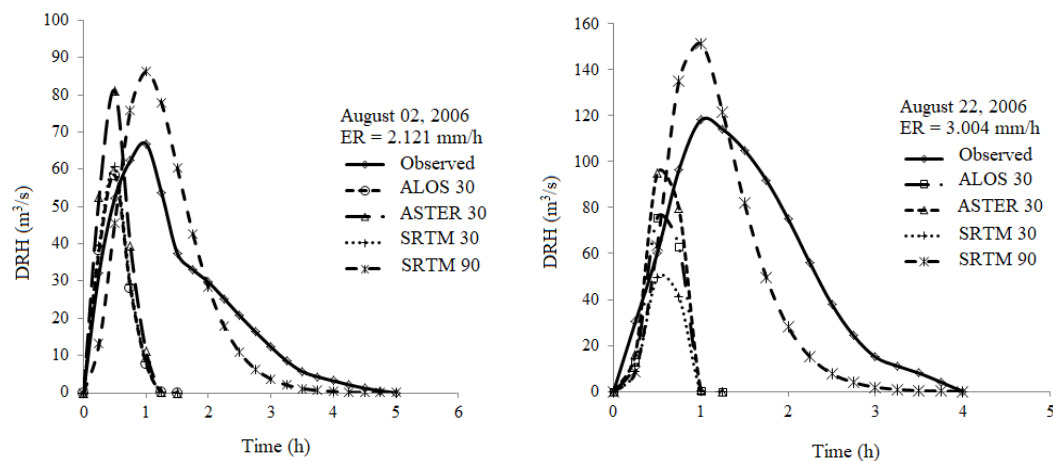 100
90
80
70
60
50
40
30
20
10
0
DRH (m³/s)
0 1 2 3 4 5 6
Time (h)
August 02, 2006
ER = 2.121 mm/h
Observed
ALOS 30
ASTER 30
SRTM 30
SRTM 90
160
140
120
100
80
60
40
20
0
DRH (m³/s)
0 1 2 3 4 5
Time (h)
August 22, 2006
ER = 3.004 mm/h
Observed
ALOS 30
ASTER 30
SRTM 30
SRTM 90